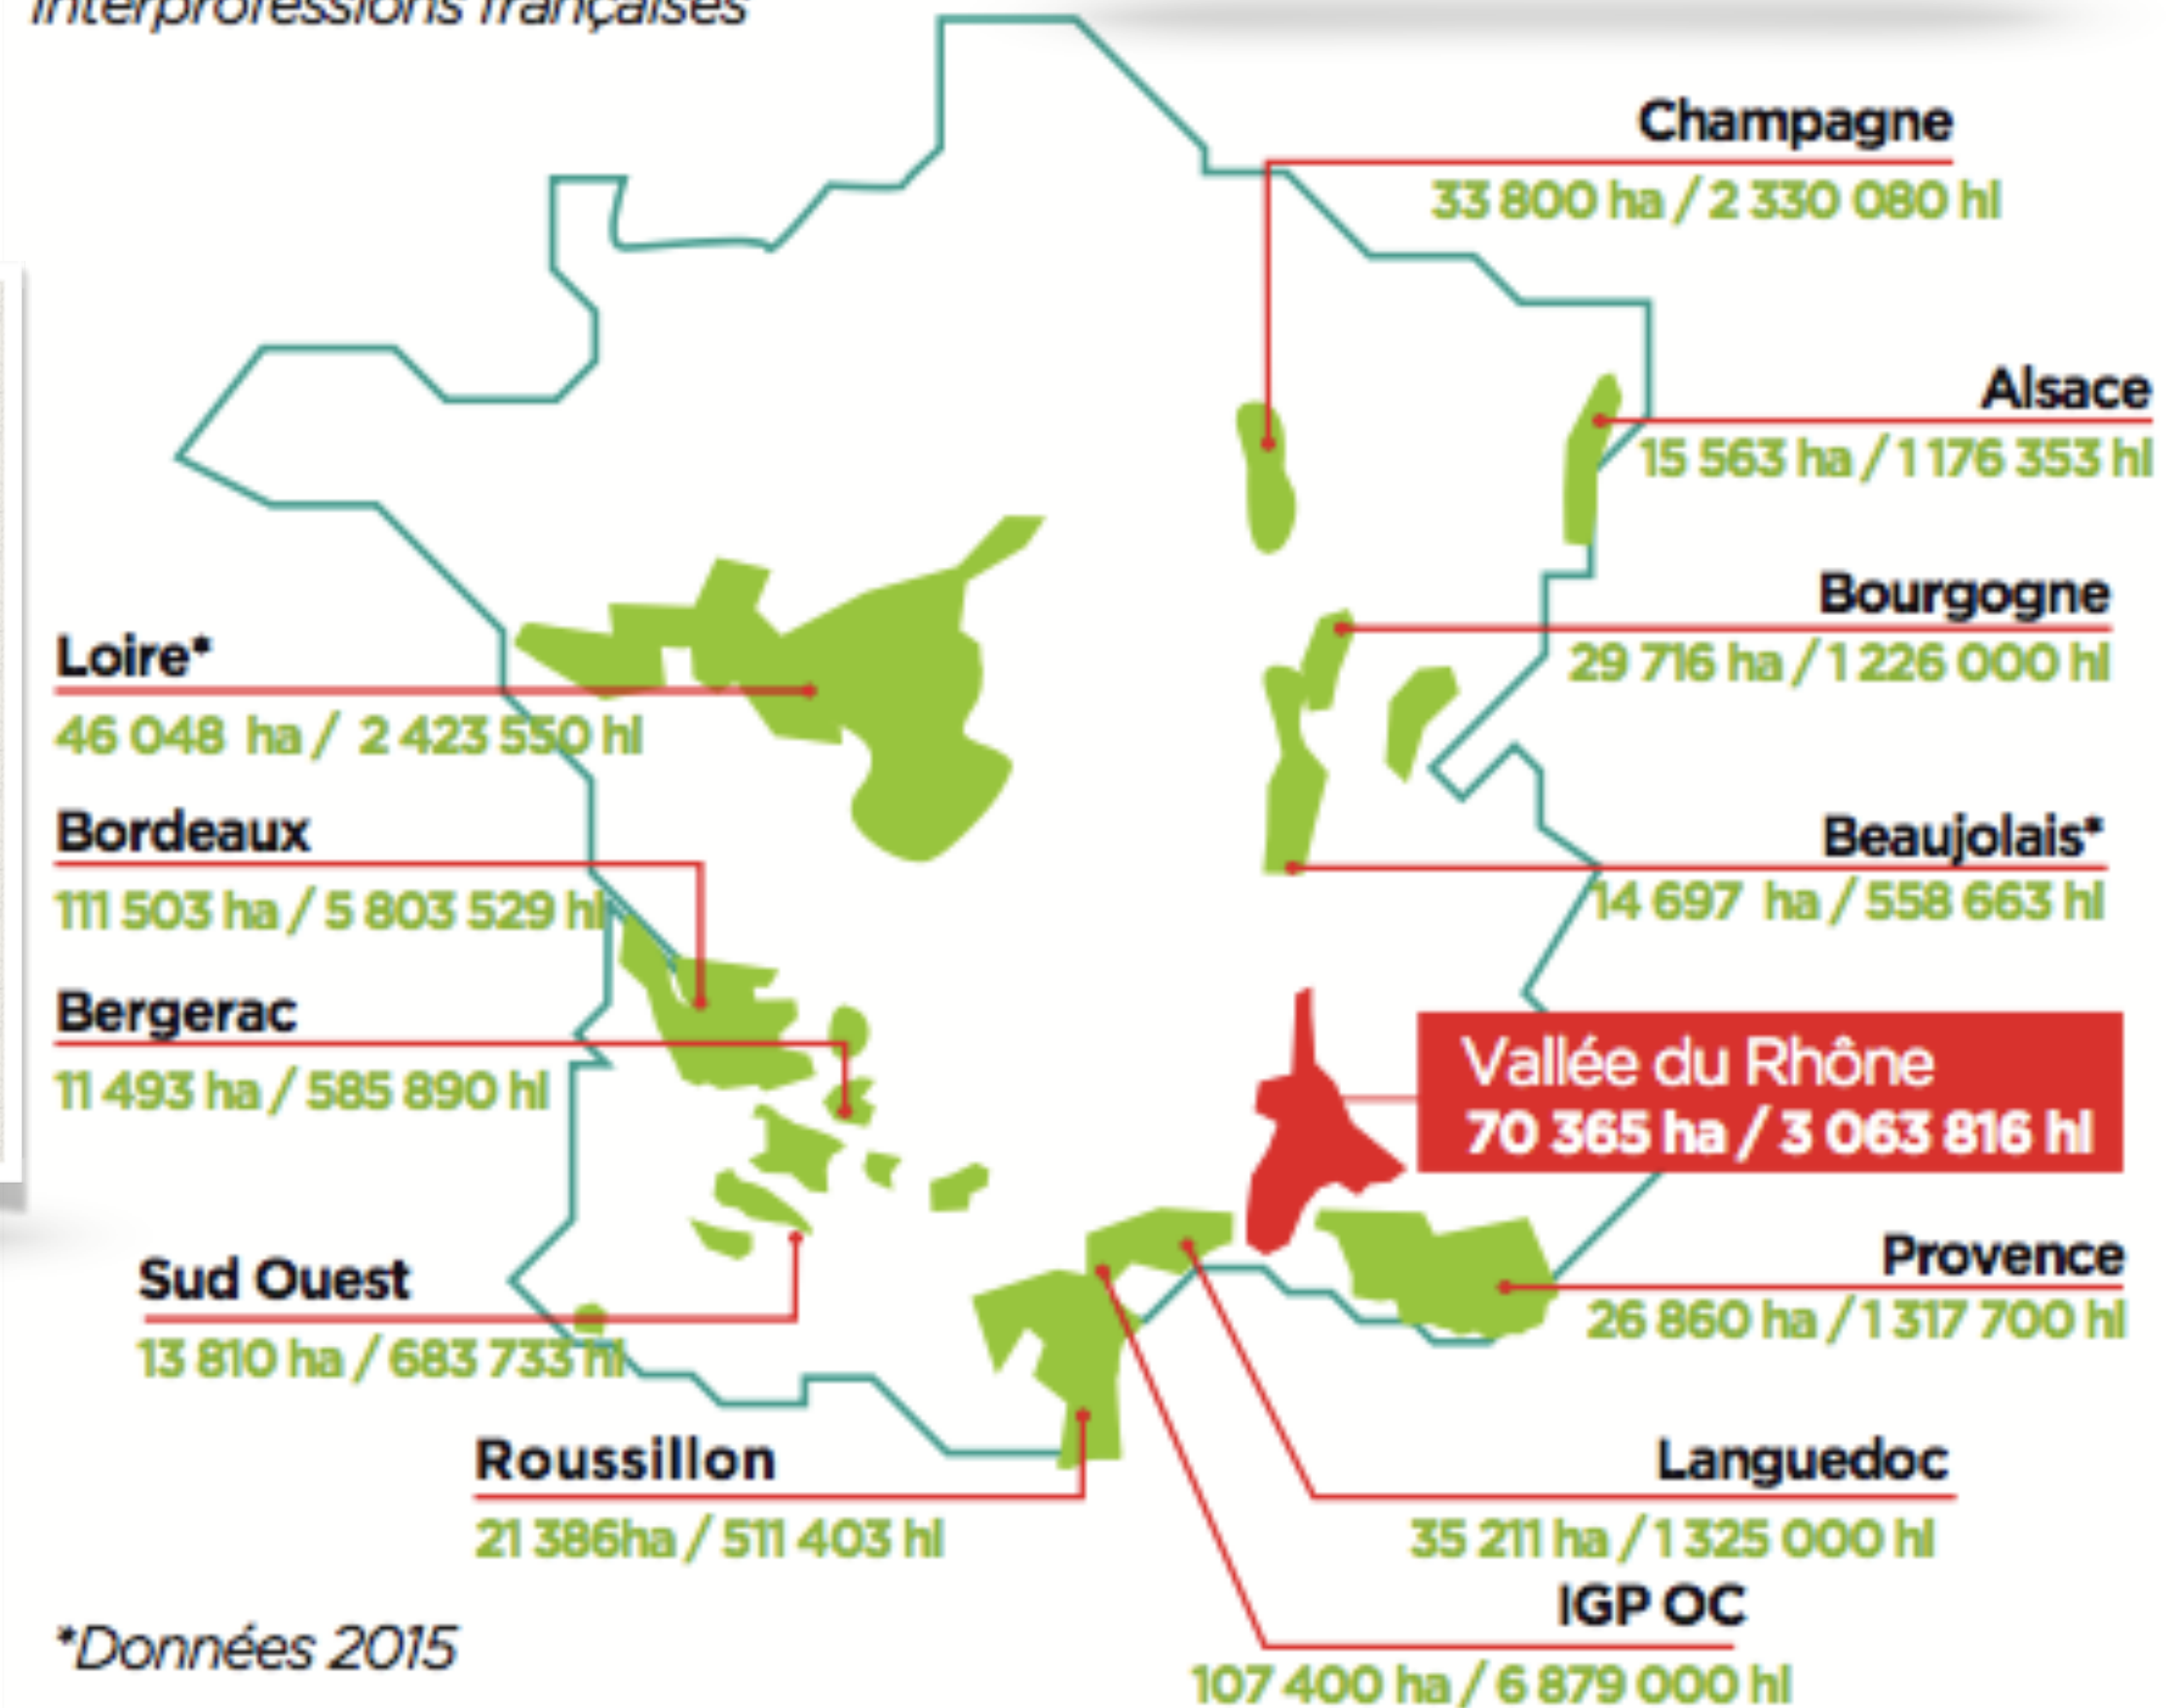 interprofessions françaises
Champagne
33 800 ha / 2 330 080 hl
Alsace
15 563 ha / 1 176 353 hl
Bourgogne
29 716 ha / 1 226 000 hl
Loire*
46 048 ha / 2 423 550 hl
Bordeaux
111 503 ha / 5 803 529 hl
Beaujolais*
14 697 ha / 558 663 hl
Bergerac
11 493 ha / 585 890 hl
Vallée du Rhône
70 365 ha / 3 063 816 hl
Sud Ouest
13 810 ha / 683 733 hl
Provence
26 860 ha / 1 317 700 hl
Roussillon
21 386ha / 511 403 hl
Languedoc
35 211 ha / 1 325 000 hl
IGP OC
107 400 ha / 6 879 000 hl
*Données 2015